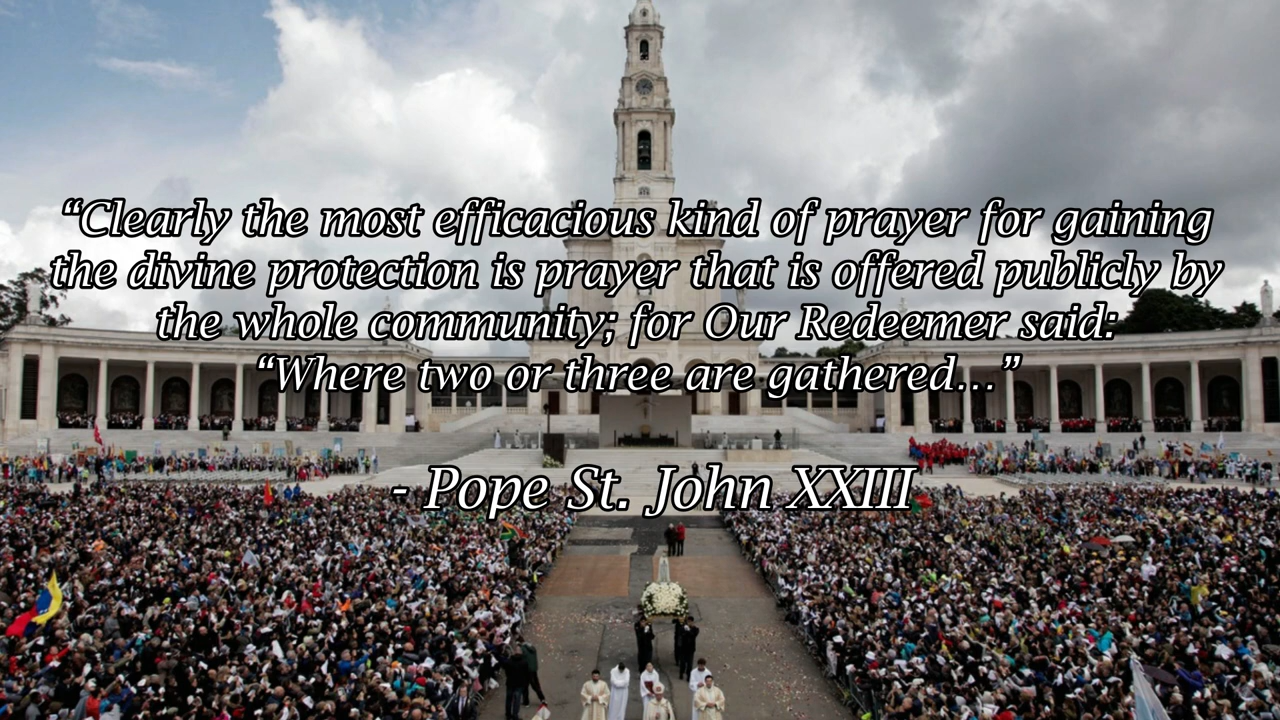 “Clearly the most efficacious kind of prayer for gaining
the divine protection is prayer that is offered publicly by
the whole community; for Our Redeemer said:
“Where two or three are gathered...”
- Pope St. John XXIII